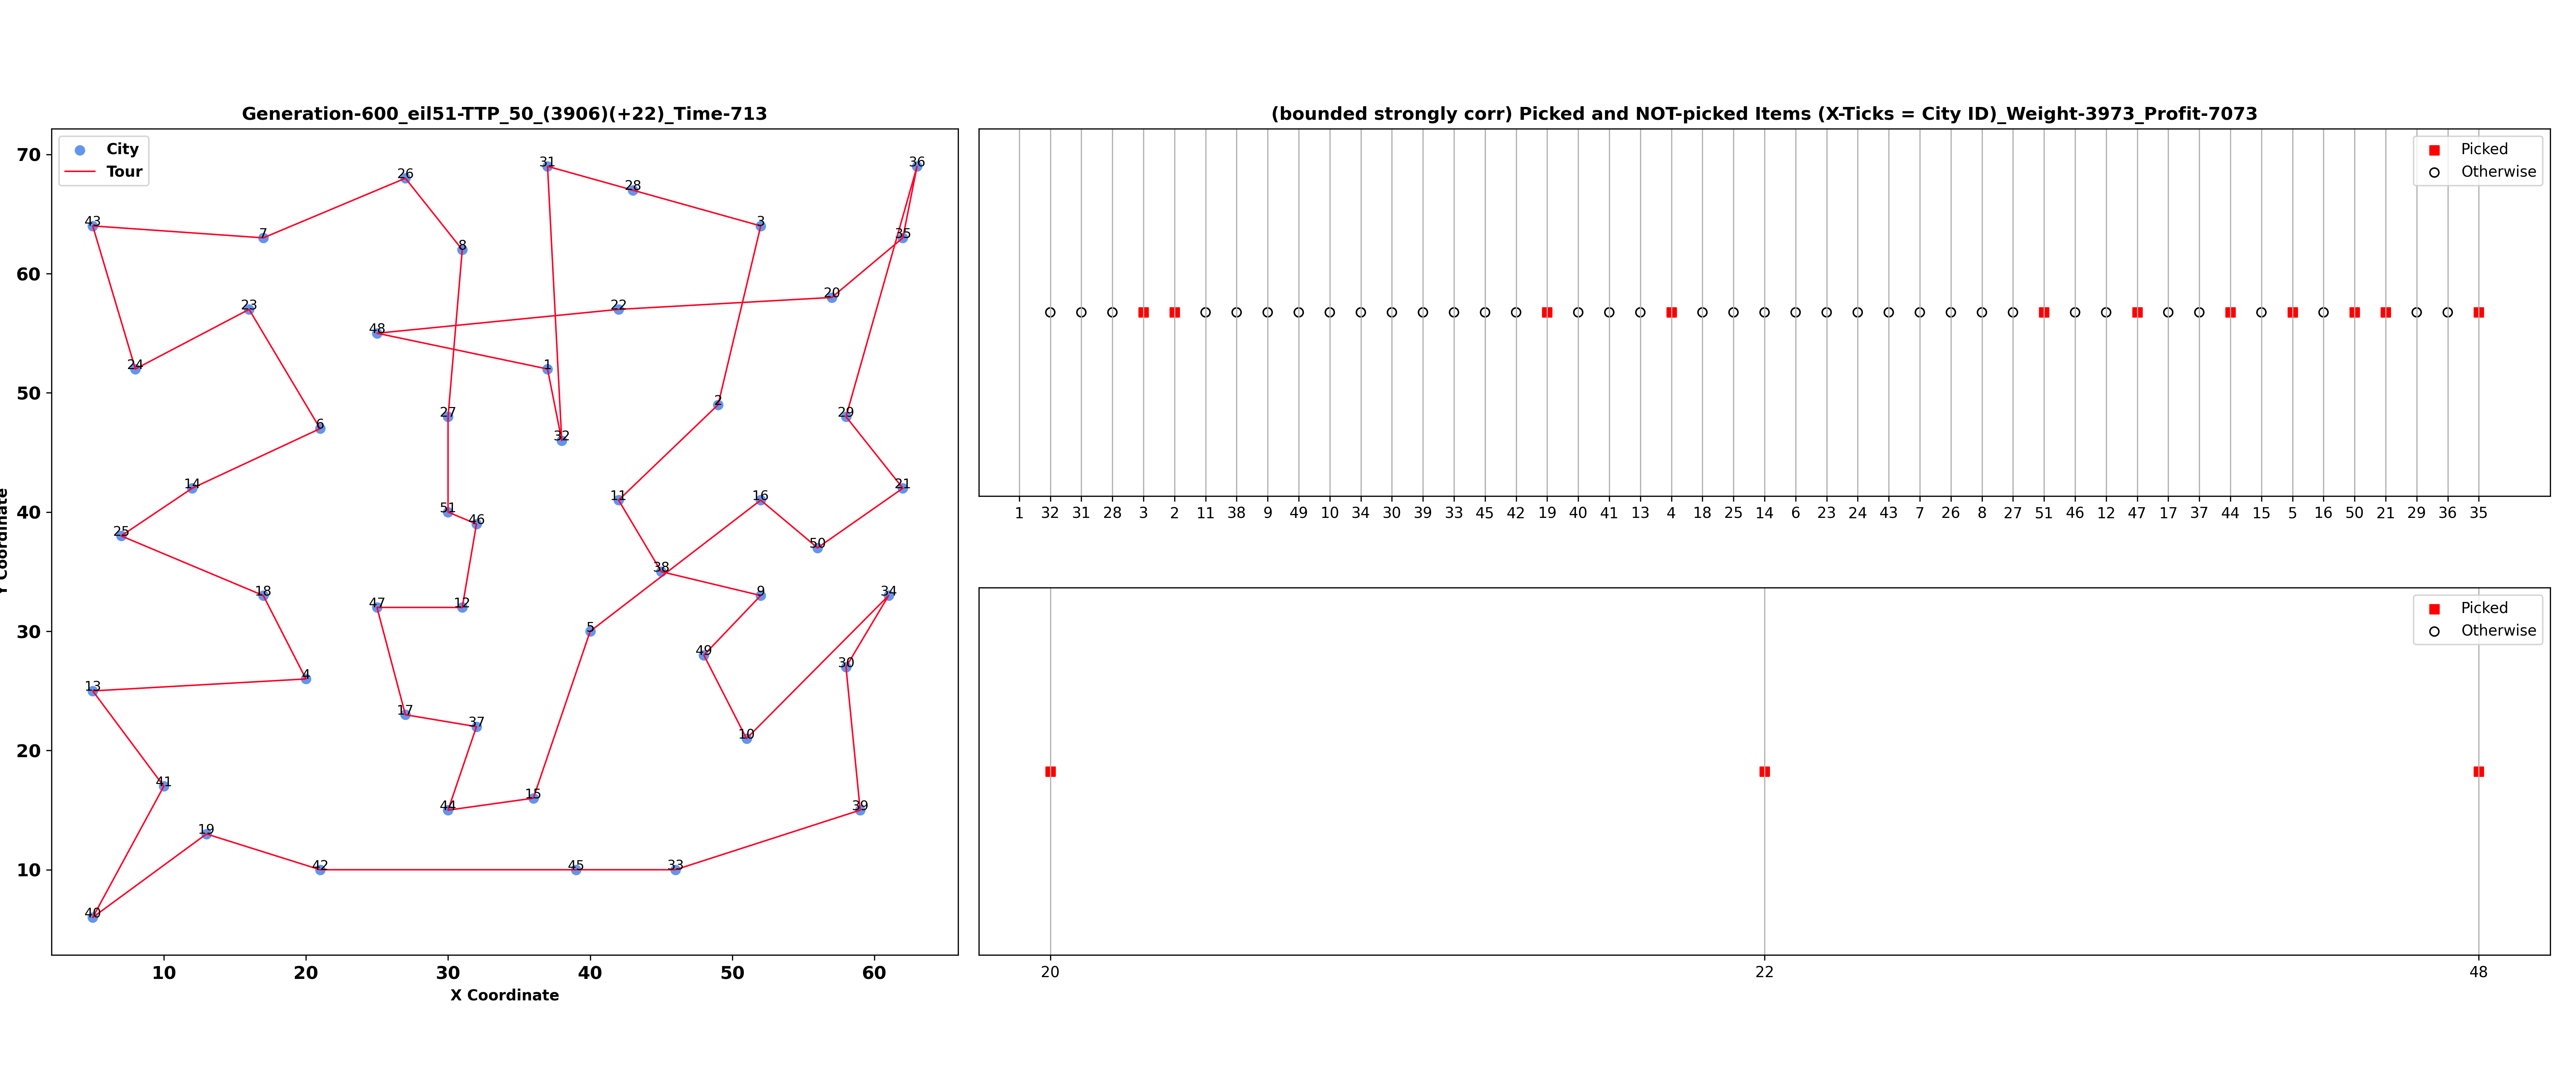 Generation-600_eil51-TTP_50_(3906)(+22)_Time-713
City
Tour
70
60
50
40
30
20
10
10 20 30 40 50 60
X Coordinate
Y Coordinate
31 36
26 28
43 7 8 3 35
23 22 20
48
24 1
27 2 29
6 32
14 11 16 21
25 51 46 50
38
18 47 12 9 34
5
49 30
13 4
17 37 10
41 44 15 39
19
42 45 33
40
(bounded strongly corr) Picked and NOT-picked Items (X-Ticks = City ID)_Weight-3973_Profit-7073
Picked
Otherwise
1 32 31 28 3 2 11 38 9 49 10 34 30 39 33 45 42 19 40 41 13 4 18 25 14 6 23 24 43 7 26 8 27 51 46 12 47 17 37 44 15 5 16 50 21 29 36 35
Picked
Otherwise
20 22 48